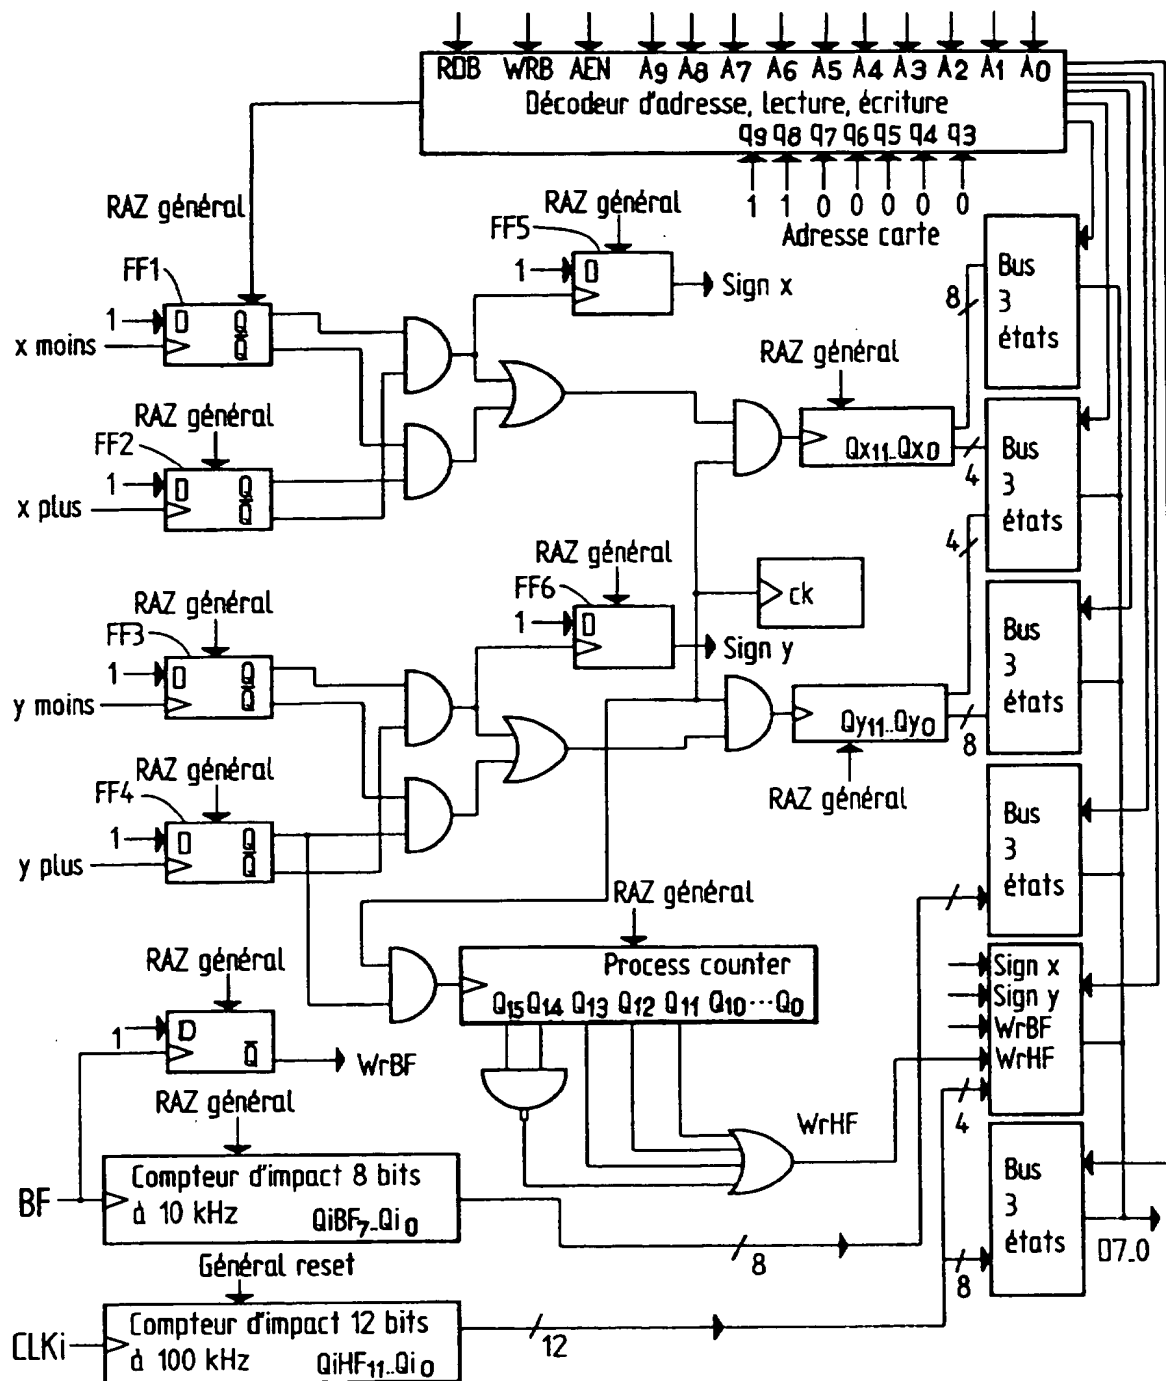 RDB WRB AEN A9 A8 A7 A6 A5 A4 A3 A2 A1 A0
Décodeur d'adresse, lecture, écriture
q9 q8 q7 q6 q5 q4 q3
1 1 0 0 0 0 0
Adresse carte
RAZ général
FF1
1
D Q
Q̅
x moins
RAZ général
FF5
1
D
Sign x
RAZ général
FF2
1
D Q
Q̅
x plus
RAZ général
Qx11..Qx0
8
4
Bus
3
états
Bus
3
états
4
RAZ général
FF6
1
D
Sign y
ck
RAZ général
FF3
1
D Q
Q̅
y moins
RAZ général
FF4
1
D Q
Q̅
y plus
Qy11..Qy0
8
RAZ général
Bus
3
états
Bus
3
états
RAZ général
Process counter
Q15 Q14 Q13 Q12 Q11 Q10 ... Q0
RAZ général
1
D
Q̅
WrBF
WrHF
Sign x
Sign y
WrBF
WrHF
4
RAZ général
BF
Compteur d'impact 8 bits
à 10 kHz QiBF7..Qi0
8
Bus
3
états
8
D7..0
Général reset
CLKi
Compteur d'impact 12 bits
à 100 kHz QiHF11..Qi0
12